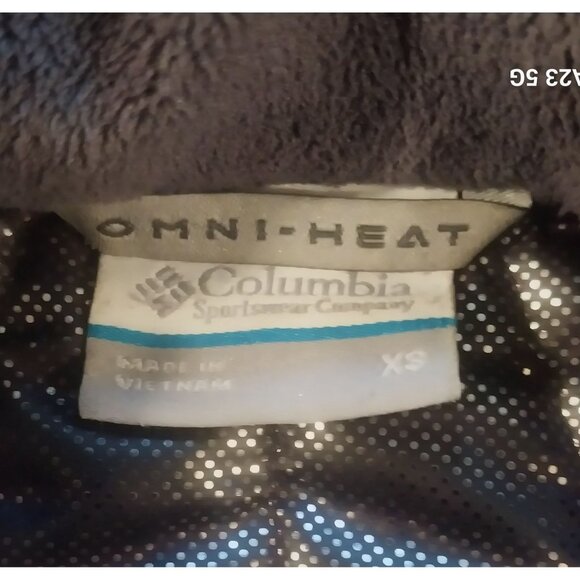 A23 5G
OMNI-HEAT
Columbia
Sportswear Company
XS
MADE IN
VIETNAM